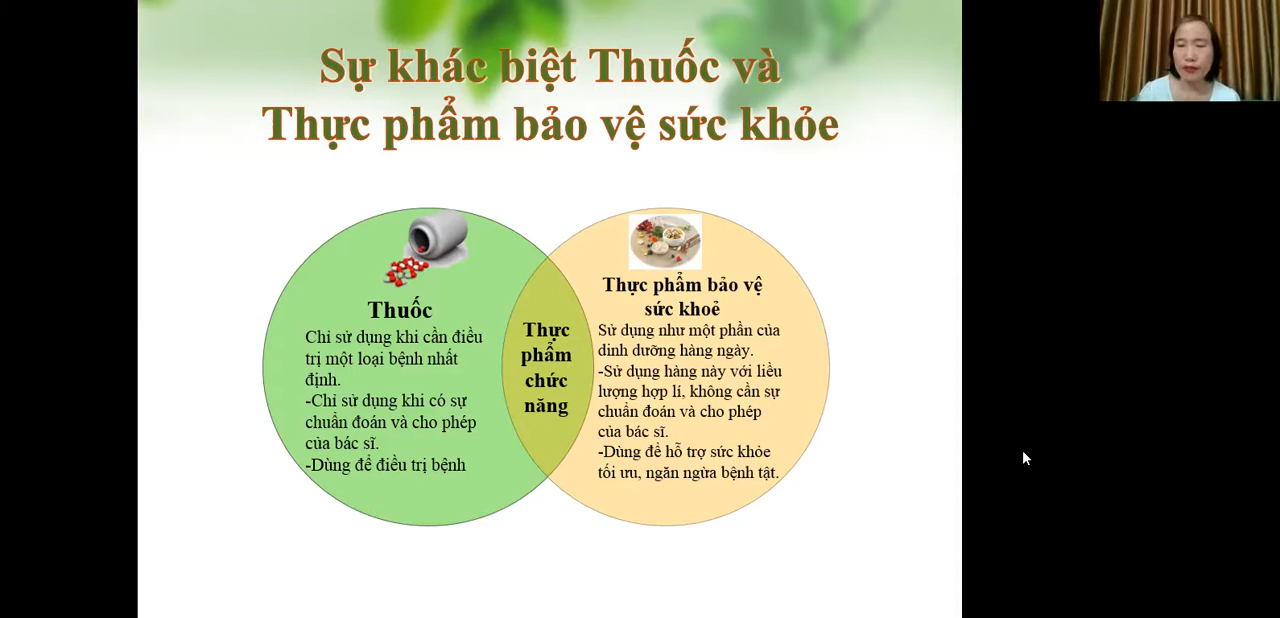 Sự khác biệt Thuốc và
Thực phẩm bảo vệ sức khỏe
Thuốc
Chỉ sử dụng khi cần điều
trị một loại bệnh nhất
định.
-Chỉ sử dụng khi có sự
chuẩn đoán và cho phép
của bác sĩ.
-Dùng để điều trị bệnh
Thực
phẩm
chức
năng
Thực phẩm bảo vệ
sức khoẻ
Sử dụng như một phần của
dinh dưỡng hàng ngày.
-Sử dụng hàng này với liều
lượng hợp lí, không cần sự
chuẩn đoán và cho phép
của bác sĩ.
-Dùng để hỗ trợ sức khỏe
tối ưu, ngăn ngừa bệnh tật.